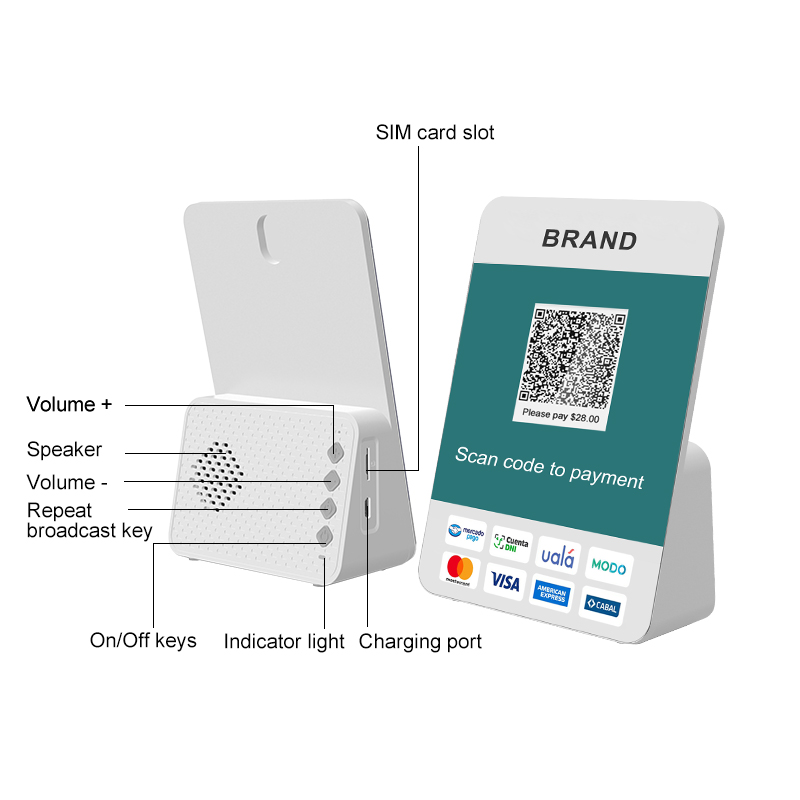 SIM card slot
BRAND
Volume +
Speaker
Volume -
Repeat
broadcast key
On/Off keys
Indicator light
Charging port
Please pay $28.00
Scan code to payment
mercado
pago
Cuenta
DNI
ualá
MODO
mastercard
VISA
AMERICAN
EXPRESS
CABAL